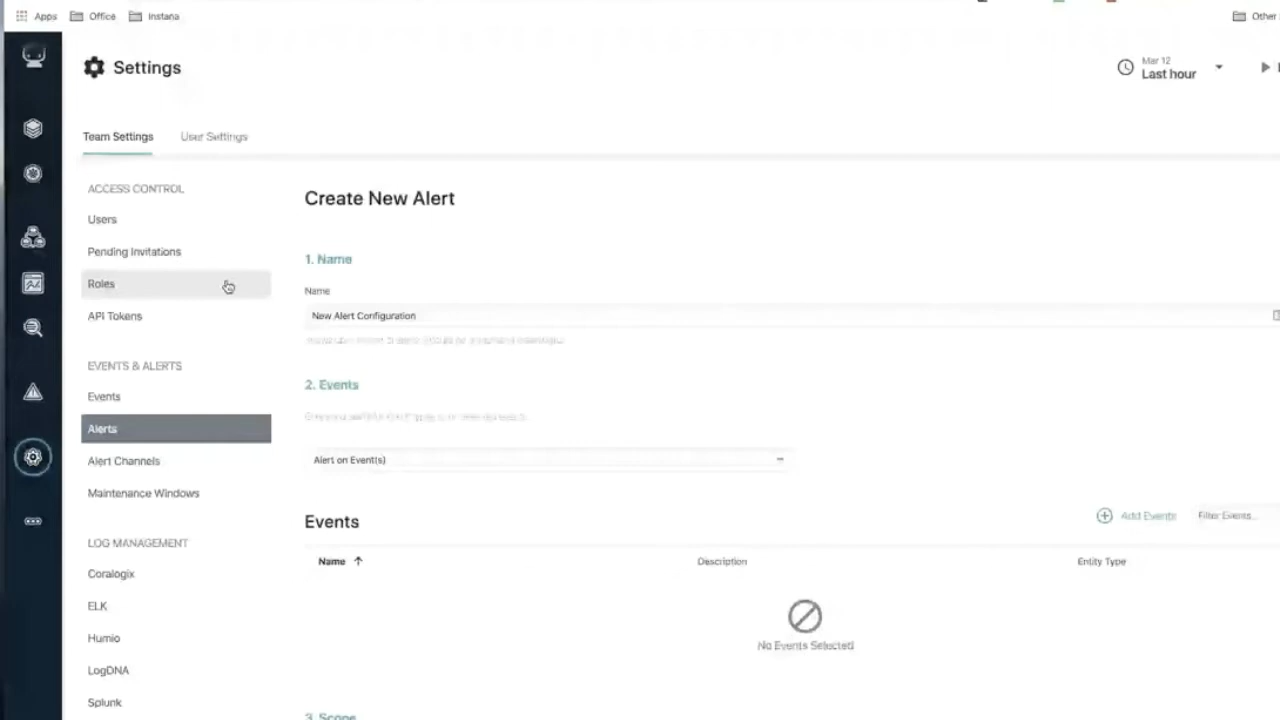 Apps Office Instana Other
Settings
Mar 12
Last hour
Team Settings User Settings
ACCESS CONTROL
Users
Pending Invitations
Roles
API Tokens
EVENTS & ALERTS
Events
Alerts
Alert Channels
Maintenance Windows
LOG MANAGEMENT
Coralogix
ELK
Humio
LogDNA
Splunk
Create New Alert
1. Name
Name
New Alert Configuration
2. Events
Alert on Event(s)
Events
Add Events Filter Events...
Name Description Entity Type
No Events Selected
3. Scope